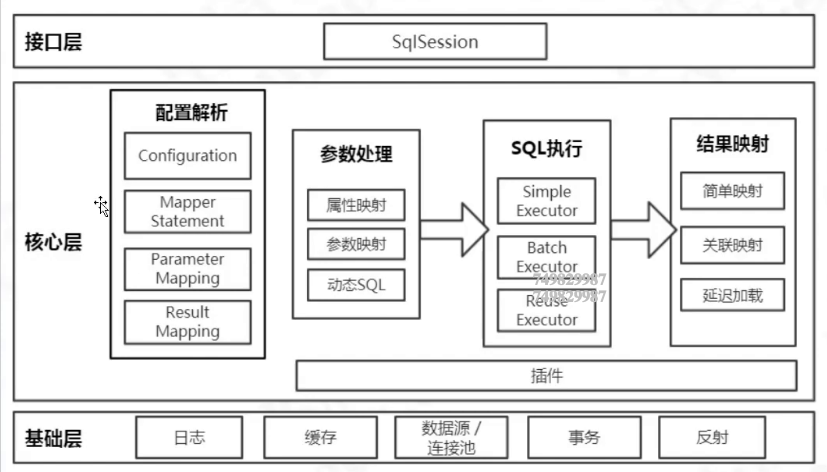 接口层
SqlSession
核心层
配置解析
Configuration
Mapper
Statement
Parameter
Mapping
Result
Mapping
参数处理
属性映射
参数映射
动态SQL
SQL执行
Simple
Executor
Batch
Executor
749829987
749829987
Reuse
Executor
结果映射
简单映射
关联映射
延迟加载
插件
基础层
日志
缓存
数据源 /
连接池
事务
反射